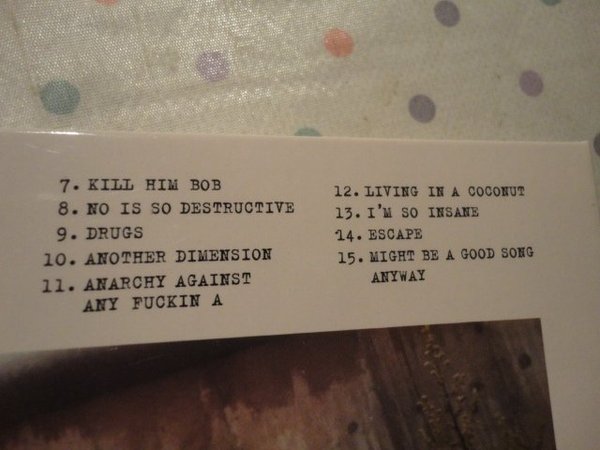 7. KILL HIM BOB
8. NO IS SO DESTRUCTIVE
9. DRUGS
10. ANOTHER DIMENSION
11. ANARCHY AGAINST
ANY FUCKIN A
12. LIVING IN A COCONUT
13. I'M SO INSANE
14. ESCAPE
15. MIGHT BE A GOOD SONG
ANYWAY